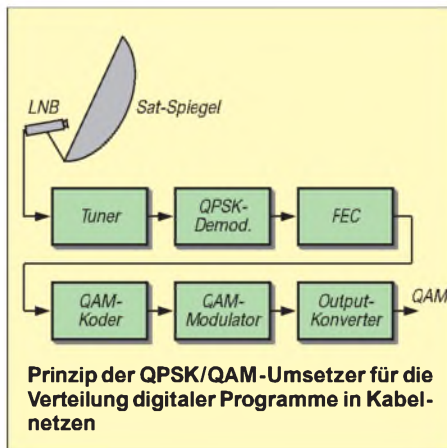 LNB
Sat-Spiegel
Tuner
QPSK-
Demod.
FEC
QAM-
Koder
QAM-
Modulator
Output-
Konverter
QAM
Prinzip der QPSK/QAM-Umsetzer für die
Verteilung digitaler Programme in Kabel-
netzen